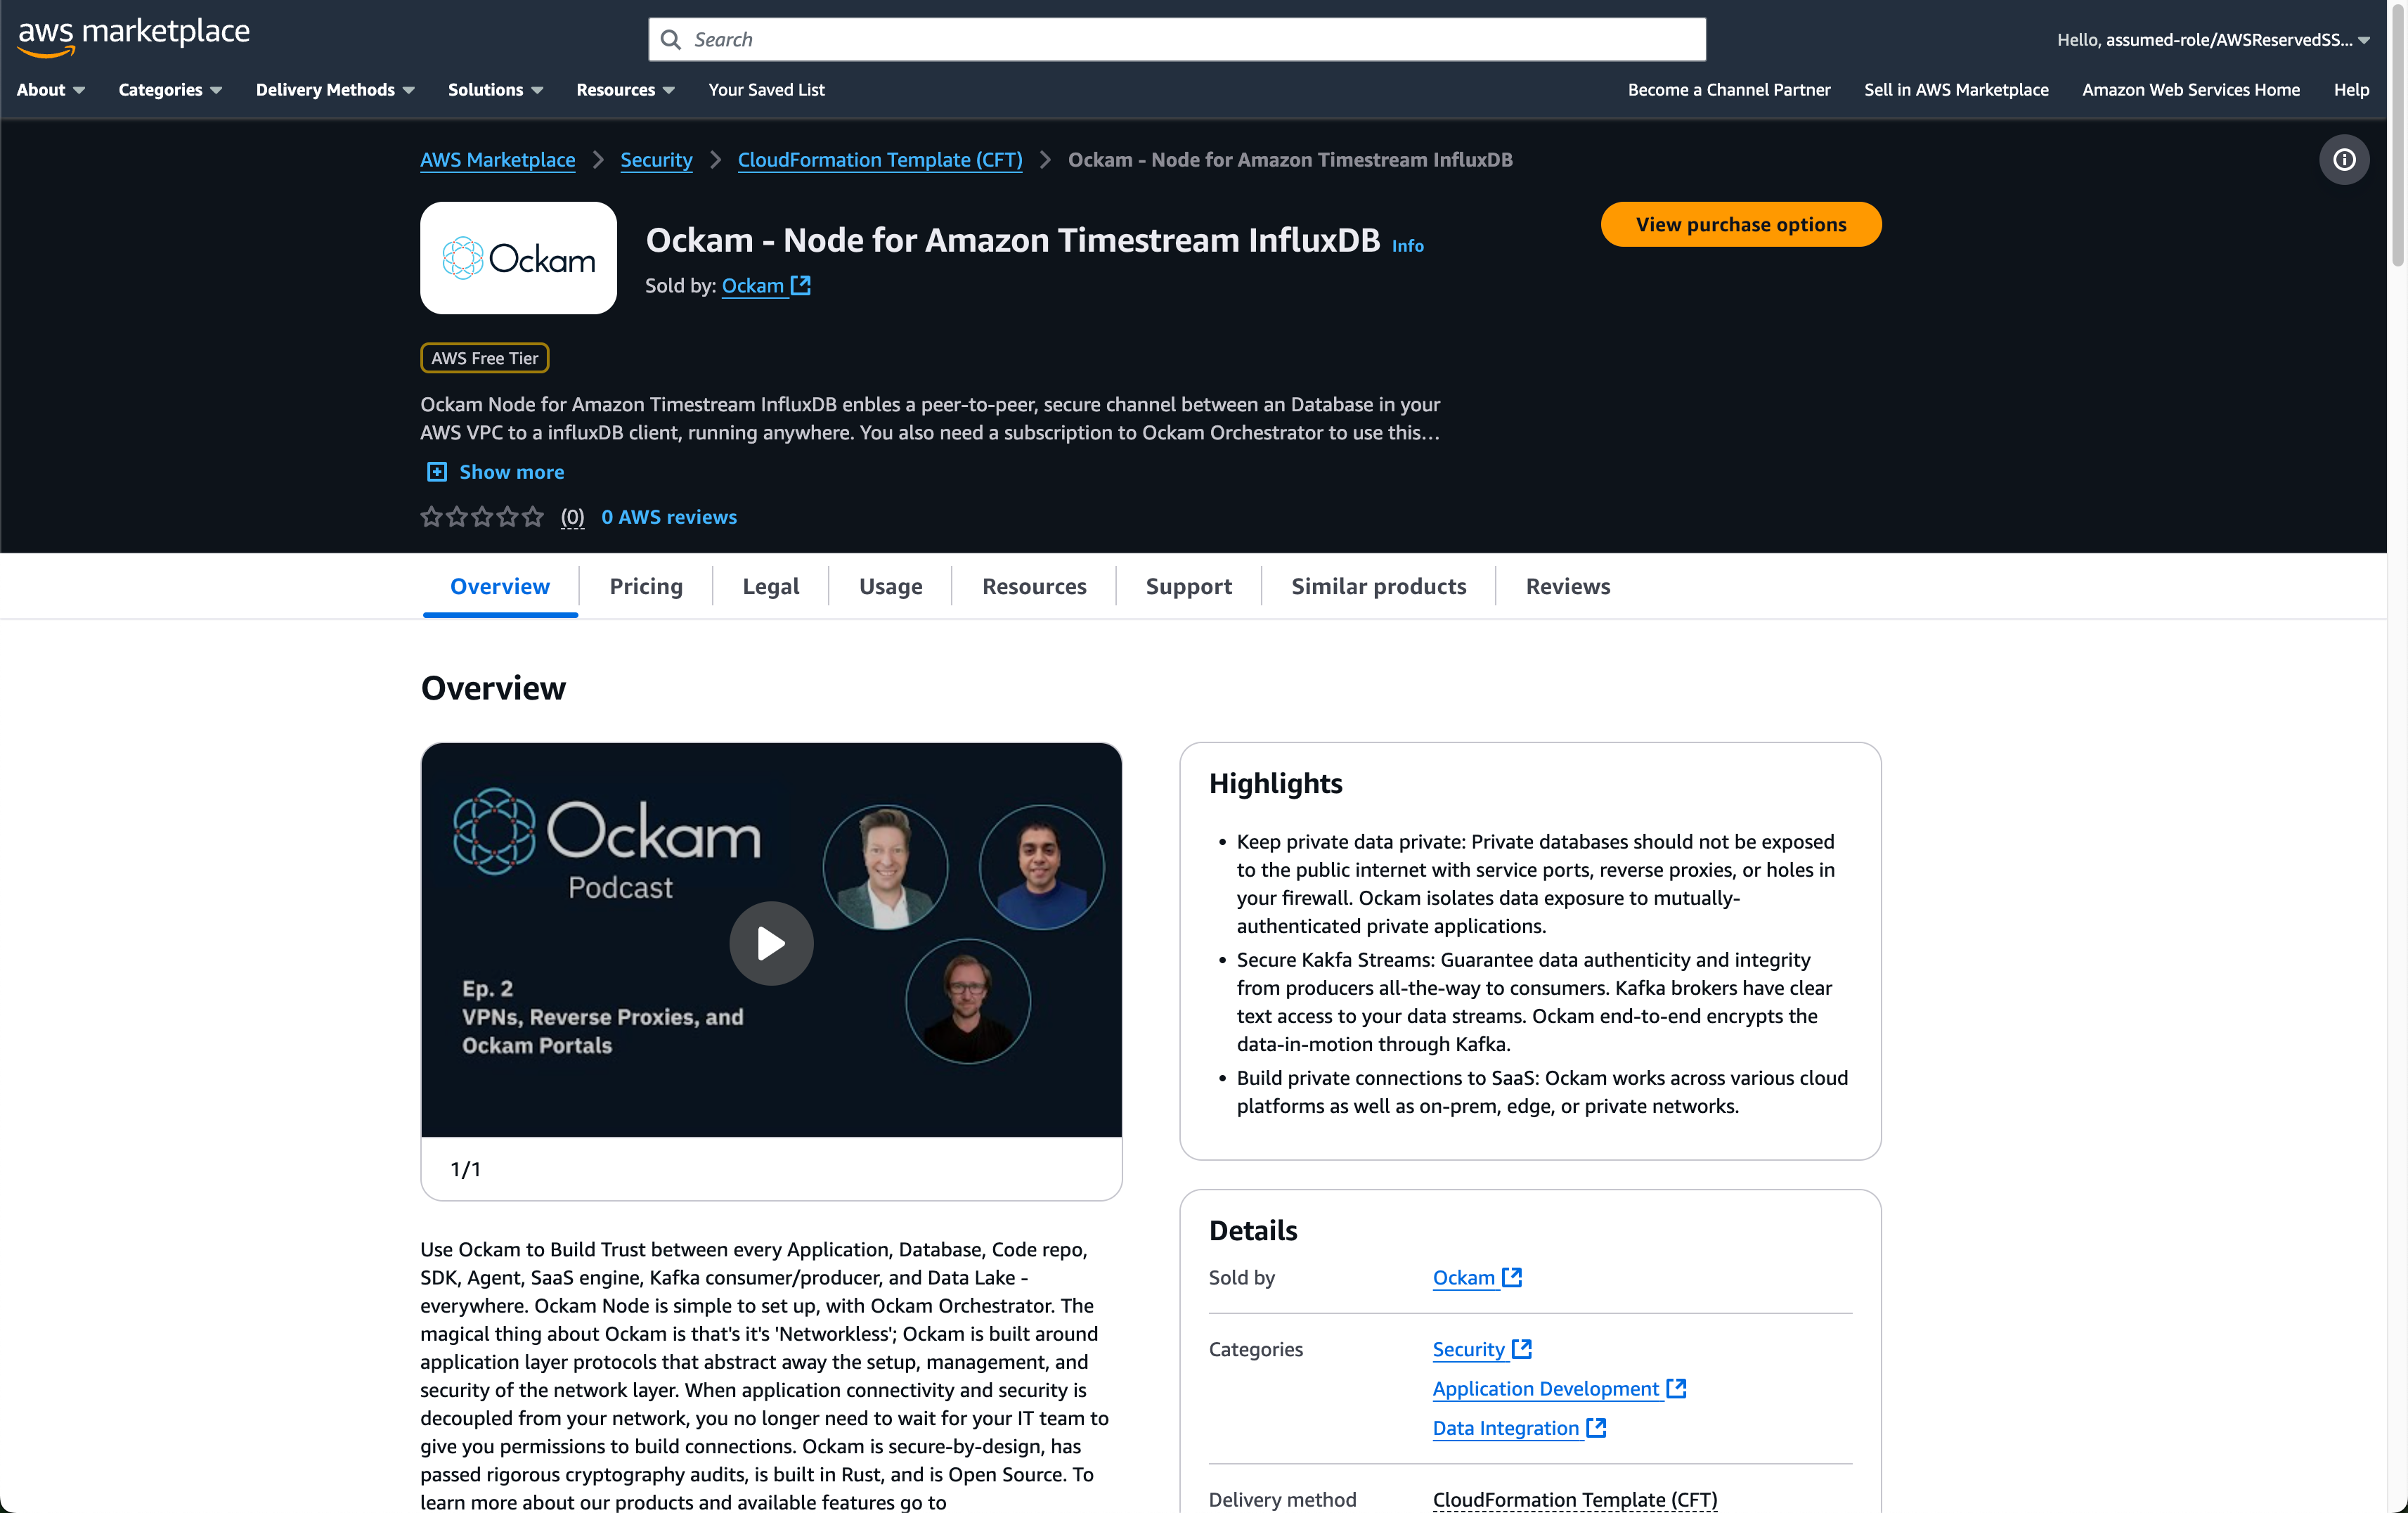 aws marketplace
Search
Hello, assumed-role/AWSReservedSS...
About
Categories
Delivery Methods
Solutions
Resources
Your Saved List
Become a Channel Partner
Sell in AWS Marketplace
Amazon Web Services Home
Help
AWS Marketplace > Security > CloudFormation Template (CFT) > Ockam - Node for Amazon Timestream InfluxDB
Ockam
Ockam - Node for Amazon Timestream InfluxDB Info
Sold by: Ockam
View purchase options
AWS Free Tier
Ockam Node for Amazon Timestream InfluxDB enbles a peer-to-peer, secure channel between an Database in your
AWS VPC to a influxDB client, running anywhere. You also need a subscription to Ockam Orchestrator to use this…
Show more
(0) 0 AWS reviews
Overview
Pricing
Legal
Usage
Resources
Support
Similar products
Reviews
Overview
Ockam
Podcast
Ep. 2
VPNs, Reverse Proxies, and
Ockam Portals
1/1
Use Ockam to Build Trust between every Application, Database, Code repo,
SDK, Agent, SaaS engine, Kafka consumer/producer, and Data Lake -
everywhere. Ockam Node is simple to set up, with Ockam Orchestrator. The
magical thing about Ockam is that's it's 'Networkless'; Ockam is built around
application layer protocols that abstract away the setup, management, and
security of the network layer. When application connectivity and security is
decoupled from your network, you no longer need to wait for your IT team to
give you permissions to build connections. Ockam is secure-by-design, has
passed rigorous cryptography audits, is built in Rust, and is Open Source. To
learn more about our products and available features go to
Highlights
• Keep private data private: Private databases should not be exposed
to the public internet with service ports, reverse proxies, or holes in
your firewall. Ockam isolates data exposure to mutually-
authenticated private applications.
• Secure Kakfa Streams: Guarantee data authenticity and integrity
from producers all-the-way to consumers. Kafka brokers have clear
text access to your data streams. Ockam end-to-end encrypts the
data-in-motion through Kafka.
• Build private connections to SaaS: Ockam works across various cloud
platforms as well as on-prem, edge, or private networks.
Details
Sold by
Ockam
Categories
Security
Application Development
Data Integration
Delivery method
CloudFormation Template (CFT)